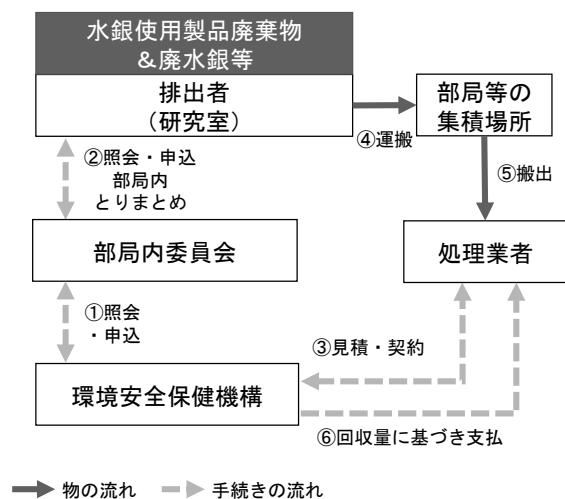 水銀使用製品廃棄物
＆廃水銀等
排出者
（研究室）
部局等の
集積場所
④運搬
②照会・申込
部局内
とりまとめ
⑤搬出
部局内委員会
処理業者
①照会
・申込
③見積・契約
環境安全保健機構
⑥回収量に基づき支払
物の流れ
手続きの流れ